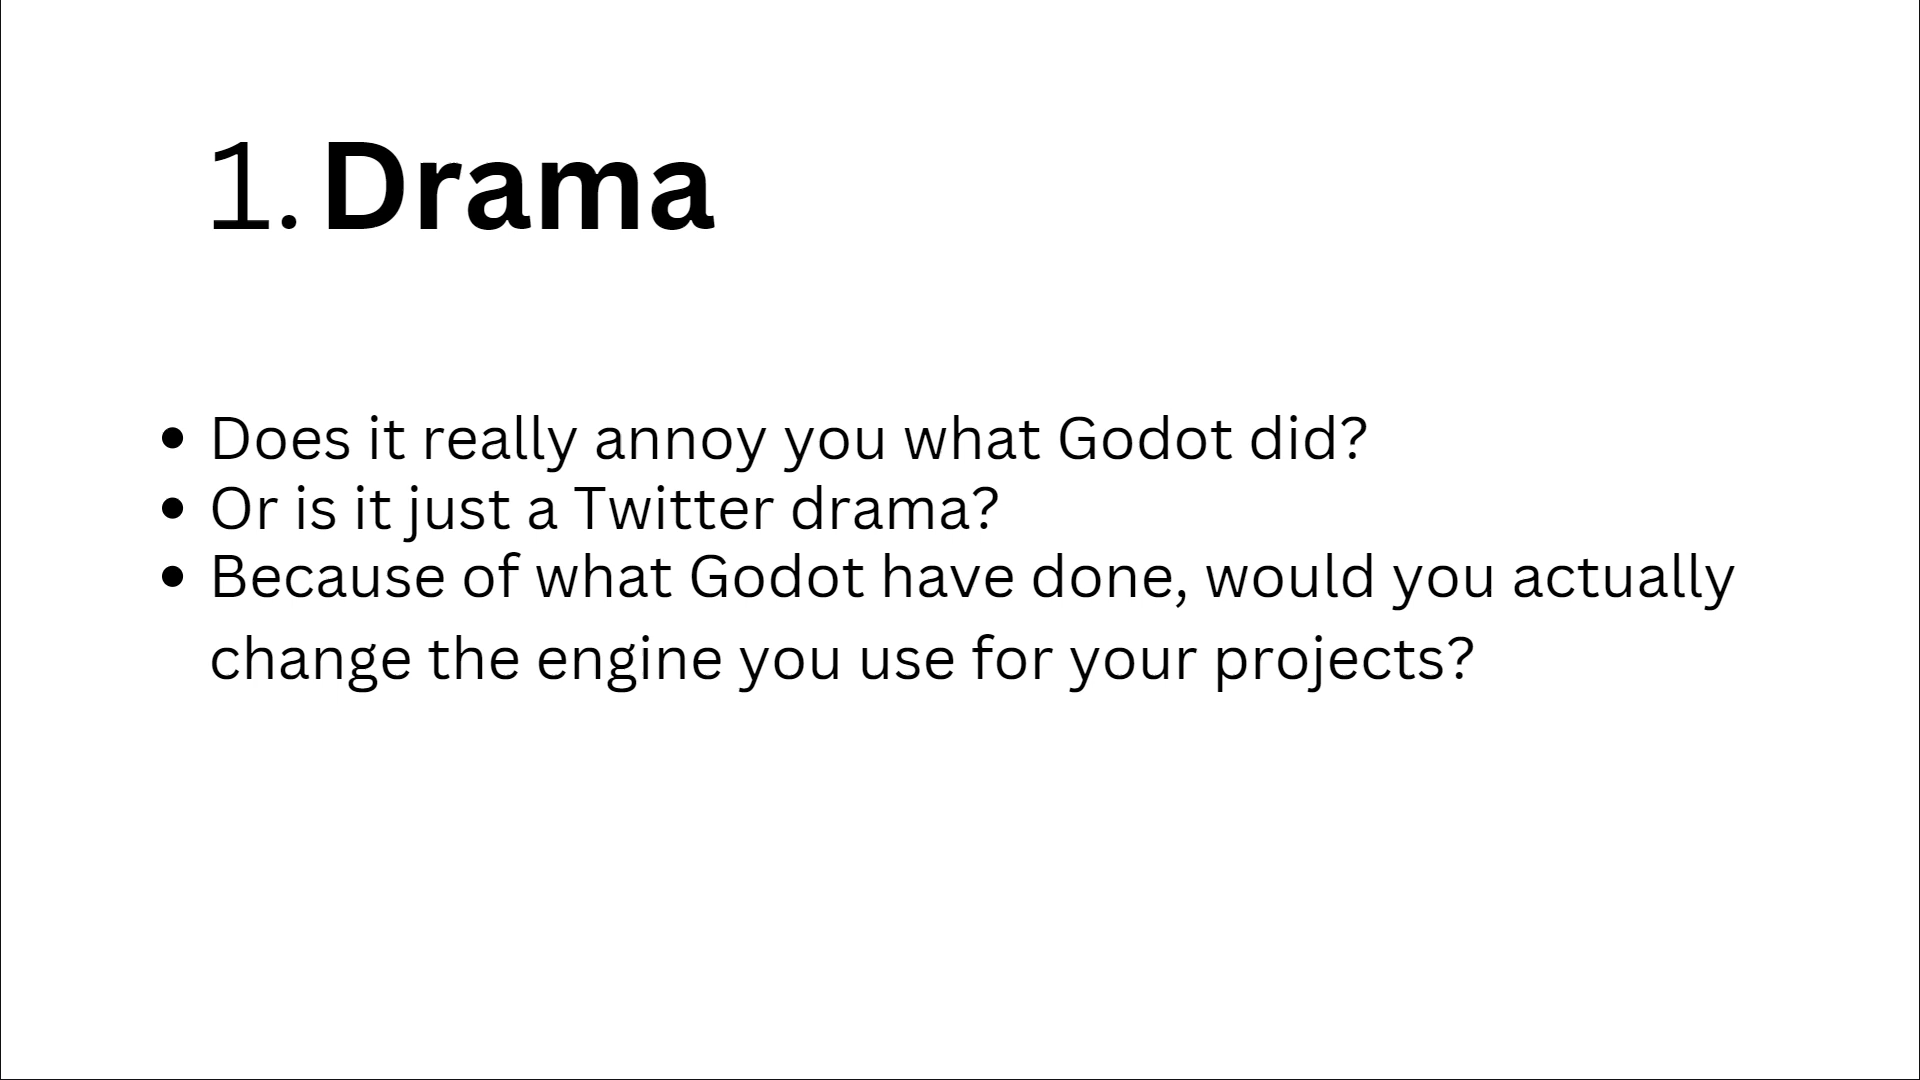 1. Drama
• Does it really annoy you what Godot did?
• Or is it just a Twitter drama?
• Because of what Godot have done, would you actually
change the engine you use for your projects?